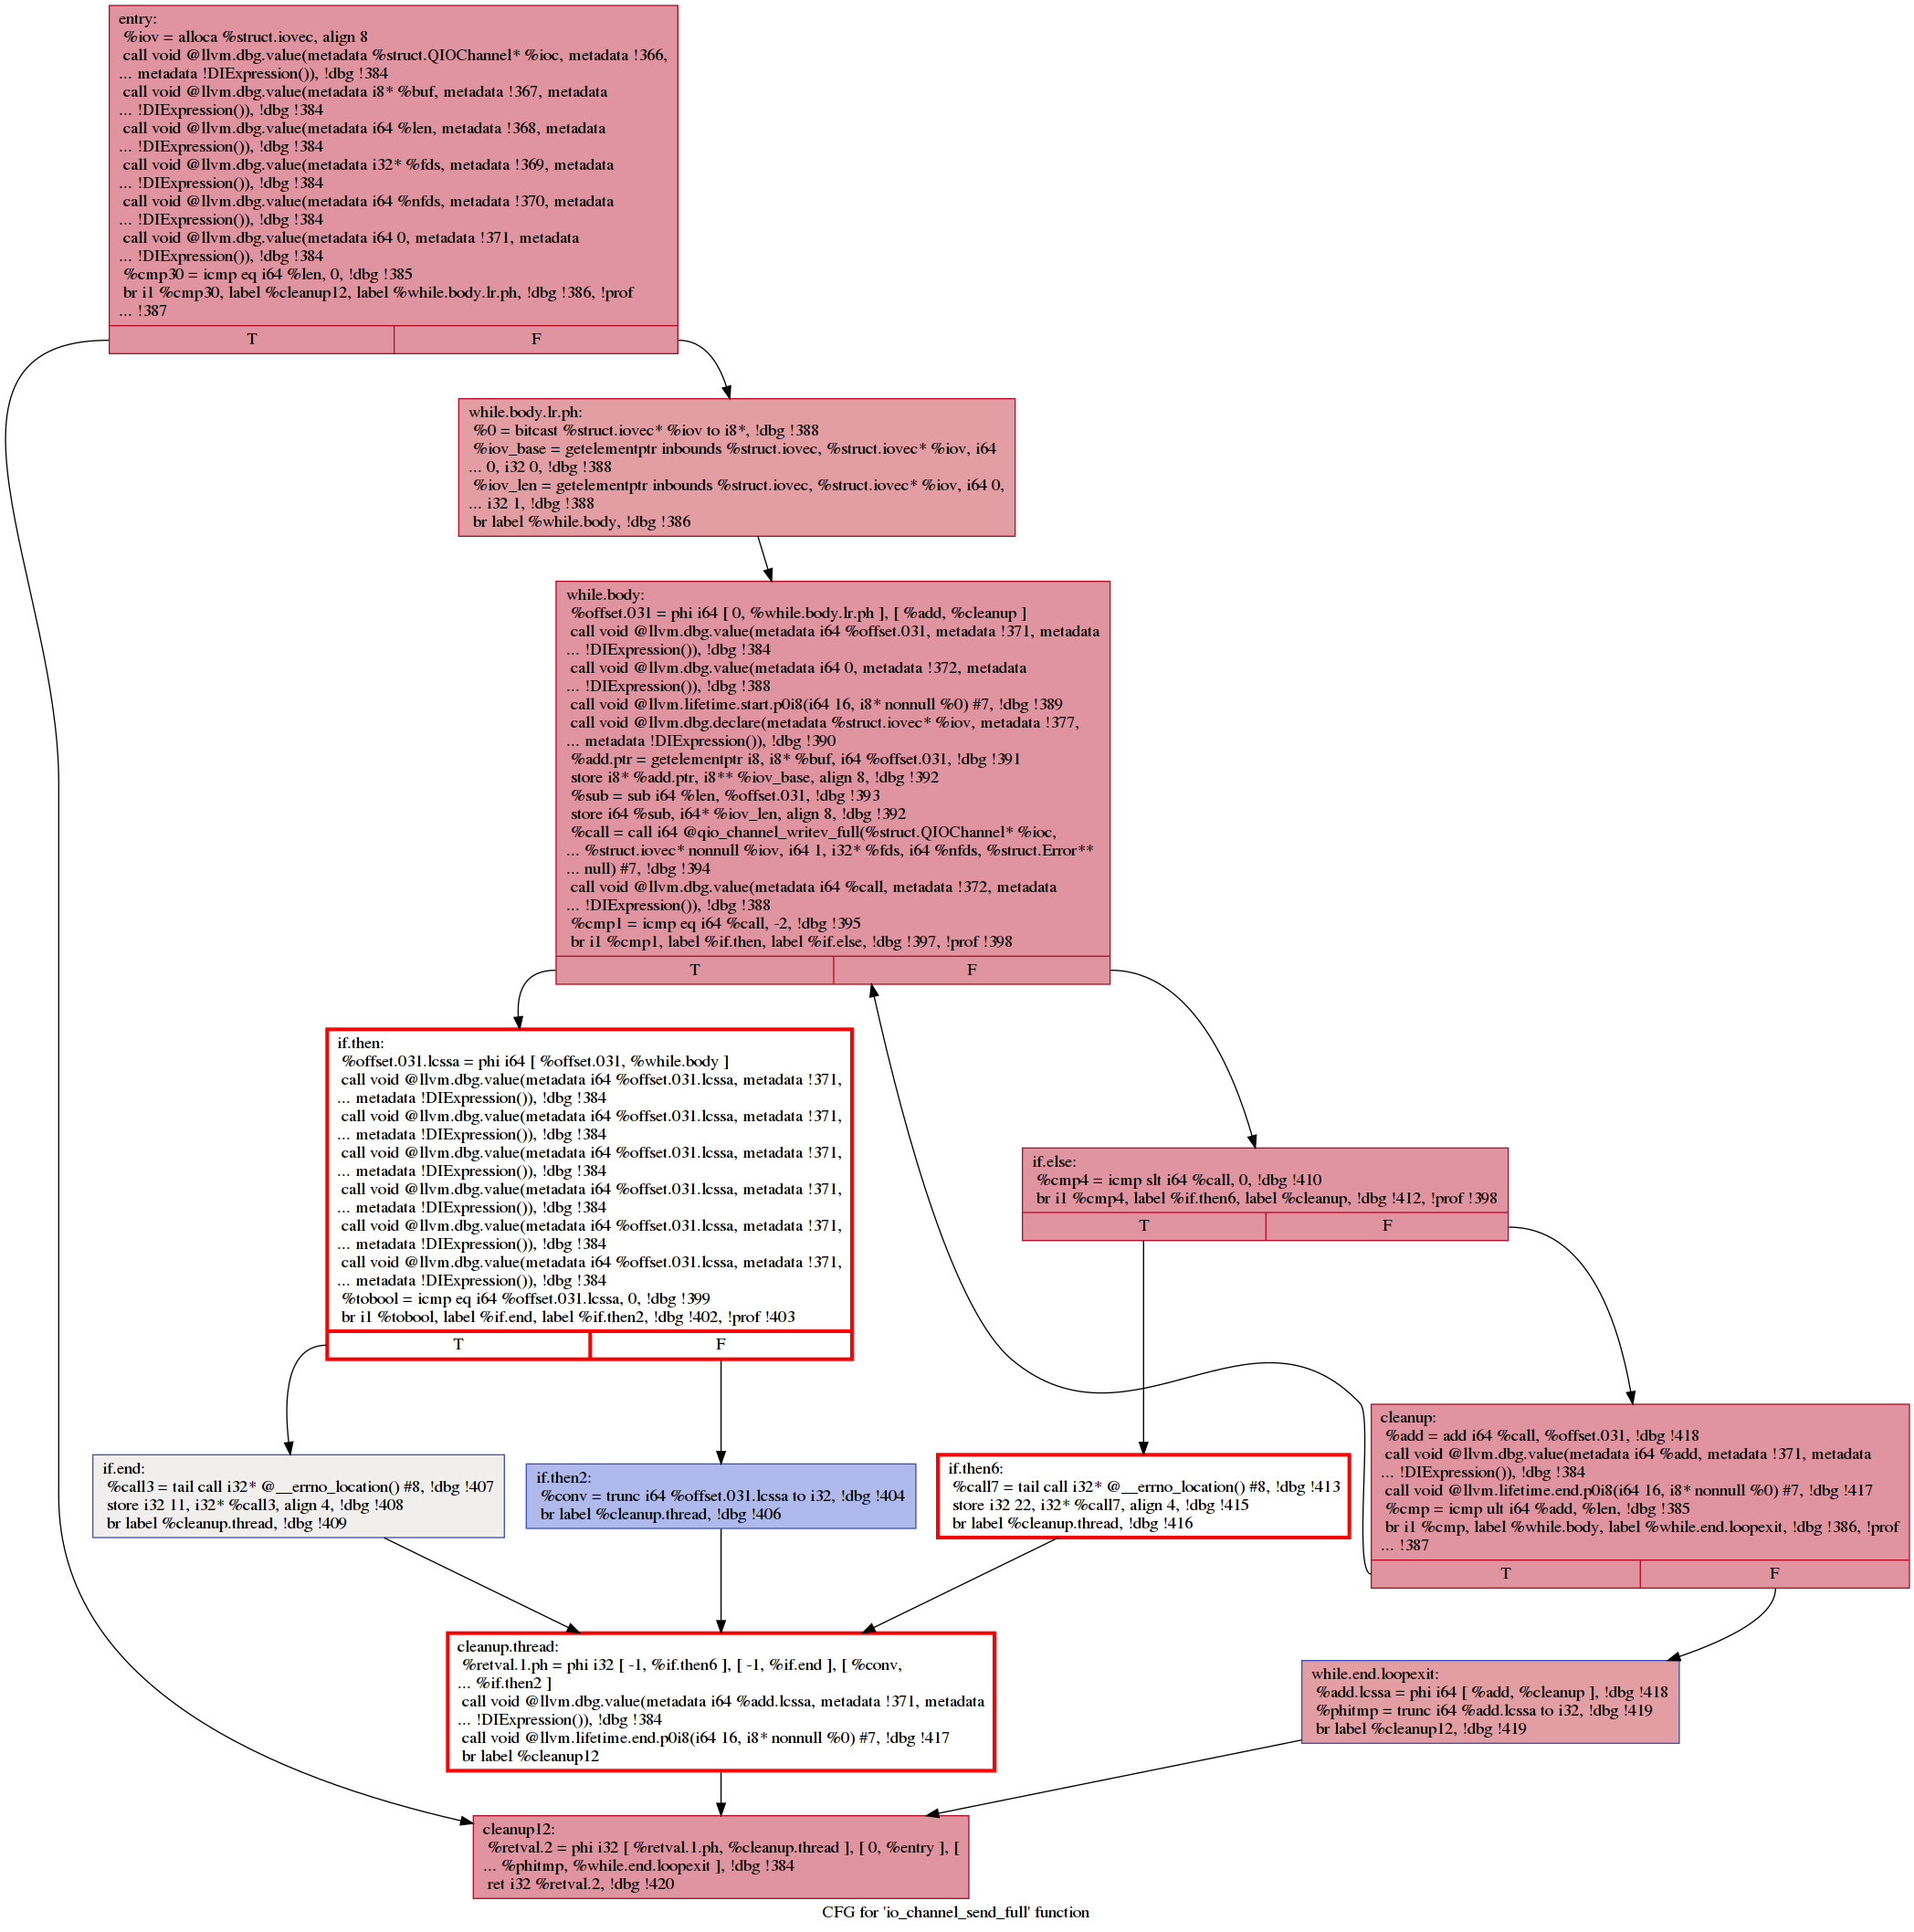 entry:
%iov = alloca %struct.iovec, align 8
call void @llvm.dbg.value(metadata %struct.QIOChannel* %ioc, metadata !366,
... metadata !DIExpression()), !dbg !384
call void @llvm.dbg.value(metadata i8* %buf, metadata !367, metadata
... !DIExpression()), !dbg !384
call void @llvm.dbg.value(metadata i64 %len, metadata !368, metadata
... !DIExpression()), !dbg !384
call void @llvm.dbg.value(metadata i32* %fds, metadata !369, metadata
... !DIExpression()), !dbg !384
call void @llvm.dbg.value(metadata i64 %nfds, metadata !370, metadata
... !DIExpression()), !dbg !384
call void @llvm.dbg.value(metadata i64 0, metadata !371, metadata
... !DIExpression()), !dbg !384
%cmp30 = icmp eq i64 %len, 0, !dbg !385
br i1 %cmp30, label %cleanup12, label %while.body.lr.ph, !dbg !386, !prof
... !387
T F
while.body.lr.ph:
%0 = bitcast %struct.iovec* %iov to i8*, !dbg !388
%iov_base = getelementptr inbounds %struct.iovec, %struct.iovec* %iov, i64
... 0, i32 0, !dbg !388
%iov_len = getelementptr inbounds %struct.iovec, %struct.iovec* %iov, i64 0,
... i32 1, !dbg !388
br label %while.body, !dbg !386
while.body:
%offset.031 = phi i64 [ 0, %while.body.lr.ph ], [ %add, %cleanup ]
call void @llvm.dbg.value(metadata i64 %offset.031, metadata !371, metadata
... !DIExpression()), !dbg !384
call void @llvm.dbg.value(metadata i64 0, metadata !372, metadata
... !DIExpression()), !dbg !388
call void @llvm.lifetime.start.p0i8(i64 16, i8* nonnull %0) #7, !dbg !389
call void @llvm.dbg.declare(metadata %struct.iovec* %iov, metadata !377,
... metadata !DIExpression()), !dbg !390
%add.ptr = getelementptr i8, i8* %buf, i64 %offset.031, !dbg !391
store i8* %add.ptr, i8** %iov_base, align 8, !dbg !392
%sub = sub i64 %len, %offset.031, !dbg !393
store i64 %sub, i64* %iov_len, align 8, !dbg !392
%call = call i64 @qio_channel_writev_full(%struct.QIOChannel* %ioc,
... %struct.iovec* nonnull %iov, i64 1, i32* %fds, i64 %nfds, %struct.Error**
... null) #7, !dbg !394
call void @llvm.dbg.value(metadata i64 %call, metadata !372, metadata
... !DIExpression()), !dbg !388
%cmp1 = icmp eq i64 %call, -2, !dbg !395
br i1 %cmp1, label %if.then, label %if.else, !dbg !397, !prof !398
T F
if.then:
%offset.031.lcssa = phi i64 [ %offset.031, %while.body ]
call void @llvm.dbg.value(metadata i64 %offset.031.lcssa, metadata !371,
... metadata !DIExpression()), !dbg !384
call void @llvm.dbg.value(metadata i64 %offset.031.lcssa, metadata !371,
... metadata !DIExpression()), !dbg !384
call void @llvm.dbg.value(metadata i64 %offset.031.lcssa, metadata !371,
... metadata !DIExpression()), !dbg !384
call void @llvm.dbg.value(metadata i64 %offset.031.lcssa, metadata !371,
... metadata !DIExpression()), !dbg !384
call void @llvm.dbg.value(metadata i64 %offset.031.lcssa, metadata !371,
... metadata !DIExpression()), !dbg !384
call void @llvm.dbg.value(metadata i64 %offset.031.lcssa, metadata !371,
... metadata !DIExpression()), !dbg !384
%tobool = icmp eq i64 %offset.031.lcssa, 0, !dbg !399
br i1 %tobool, label %if.end, label %if.then2, !dbg !402, !prof !403
T F
if.else:
%cmp4 = icmp slt i64 %call, 0, !dbg !410
br i1 %cmp4, label %if.then6, label %cleanup, !dbg !412, !prof !398
T F
if.end:
%call3 = tail call i32* @__errno_location() #8, !dbg !407
store i32 11, i32* %call3, align 4, !dbg !408
br label %cleanup.thread, !dbg !409
if.then2:
%conv = trunc i64 %offset.031.lcssa to i32, !dbg !404
br label %cleanup.thread, !dbg !406
if.then6:
%call7 = tail call i32* @__errno_location() #8, !dbg !413
store i32 22, i32* %call7, align 4, !dbg !415
br label %cleanup.thread, !dbg !416
cleanup:
%add = add i64 %call, %offset.031, !dbg !418
call void @llvm.dbg.value(metadata i64 %add, metadata !371, metadata
... !DIExpression()), !dbg !384
call void @llvm.lifetime.end.p0i8(i64 16, i8* nonnull %0) #7, !dbg !417
%cmp = icmp ult i64 %add, %len, !dbg !385
br i1 %cmp, label %while.body, label %while.end.loopexit, !dbg !386, !prof
... !387
T F
cleanup.thread:
%retval.1.ph = phi i32 [ -1, %if.then6 ], [ -1, %if.end ], [ %conv,
... %if.then2 ]
call void @llvm.dbg.value(metadata i64 %add.lcssa, metadata !371, metadata
... !DIExpression()), !dbg !384
call void @llvm.lifetime.end.p0i8(i64 16, i8* nonnull %0) #7, !dbg !417
br label %cleanup12
while.end.loopexit:
%add.lcssa = phi i64 [ %add, %cleanup ], !dbg !418
%phitmp = trunc i64 %add.lcssa to i32, !dbg !419
br label %cleanup12, !dbg !419
cleanup12:
%retval.2 = phi i32 [ %retval.1.ph, %cleanup.thread ], [ 0, %entry ], [
... %phitmp, %while.end.loopexit ], !dbg !384
ret i32 %retval.2, !dbg !420
CFG for 'io_channel_send_full' function